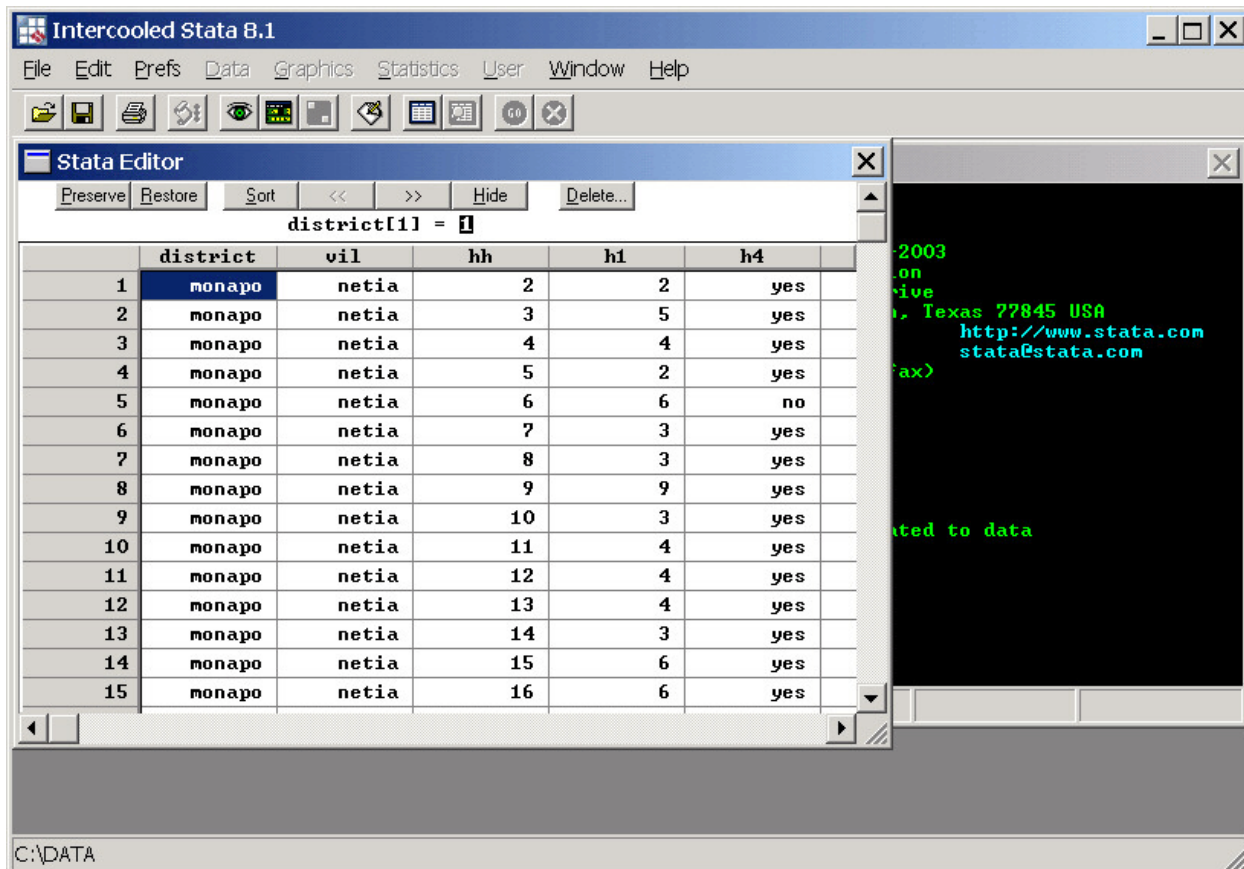 Intercooled Stata 8.1
File Edit Prefs Data Graphics Statistics User Window Help
GO
Stata Editor
Preserve Restore Sort << >> Hide Delete...
district[1] = 1
district vil hh h1 h4
1 monapo netia 2 2 yes
2 monapo netia 3 5 yes
3 monapo netia 4 4 yes
4 monapo netia 5 2 yes
5 monapo netia 6 6 no
6 monapo netia 7 3 yes
7 monapo netia 8 3 yes
8 monapo netia 9 9 yes
9 monapo netia 10 3 yes
10 monapo netia 11 4 yes
11 monapo netia 12 4 yes
12 monapo netia 13 4 yes
13 monapo netia 14 3 yes
14 monapo netia 15 6 yes
15 monapo netia 16 6 yes
-2003
on
rive
, Texas 77845 USA
http://www.stata.com
stata@stata.com
fax)
ated to data
C:\DATA